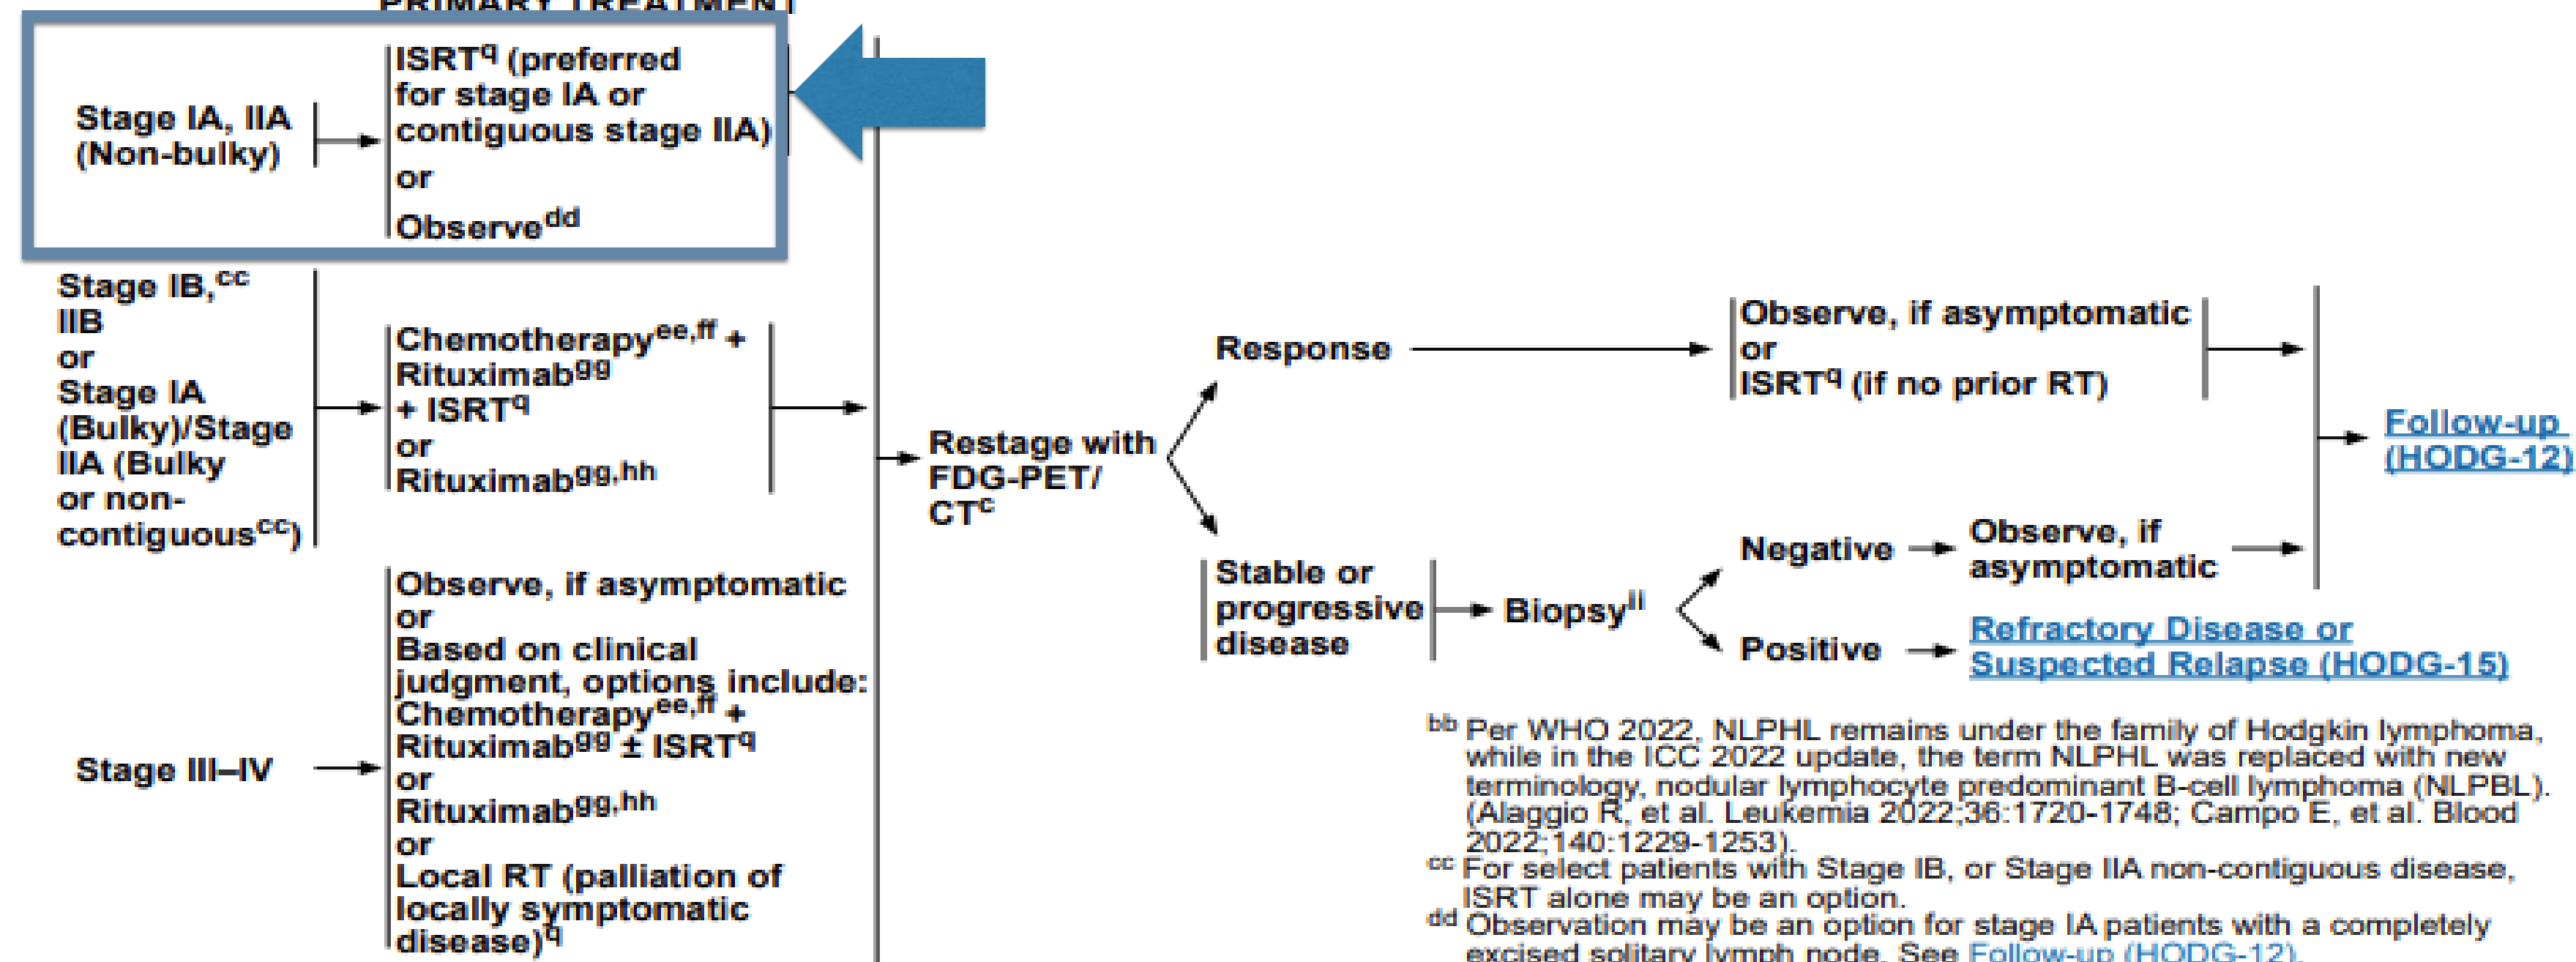 PRIMARY TREATMENT
Stage IA, IIA
(Non-bulky)
ISRTq (preferred
for stage IA or
contiguous stage IIA)
or
Observedd
Stage IB,cc
IIB
or
Stage IA
(Bulky)/Stage
IIA (Bulky
or non-
contiguouscc)
Chemotherapyee,ff +
Rituximabgg
+ ISRTq
or
Rituximabgg,hh
Stage III–IV
Observe, if asymptomatic
or
Based on clinical
judgment, options include:
Chemotherapyee,ff +
Rituximabgg ± ISRTq
or
Rituximabgg,hh
or
Local RT (palliation of
locally symptomatic
disease)q
Restage with
FDG-PET/
CTc
Response
Observe, if asymptomatic
or
ISRTq (if no prior RT)
Stable or
progressive
disease
Biopsyii
Negative
Observe, if
asymptomatic
Positive
Refractory Disease or
Suspected Relapse (HODG-15)
Follow-up
(HODG-12)
bb Per WHO 2022, NLPHL remains under the family of Hodgkin lymphoma,
while in the ICC 2022 update, the term NLPHL was replaced with new
terminology, nodular lymphocyte predominant B-cell lymphoma (NLPBL).
(Alaggio R, et al. Leukemia 2022;36:1720-1748; Campo E, et al. Blood
2022;140:1229-1253).
cc For select patients with Stage IB, or Stage IIA non-contiguous disease,
ISRT alone may be an option.
dd Observation may be an option for stage IA patients with a completely
excised solitary lymph node. See Follow-up (HODG-12).